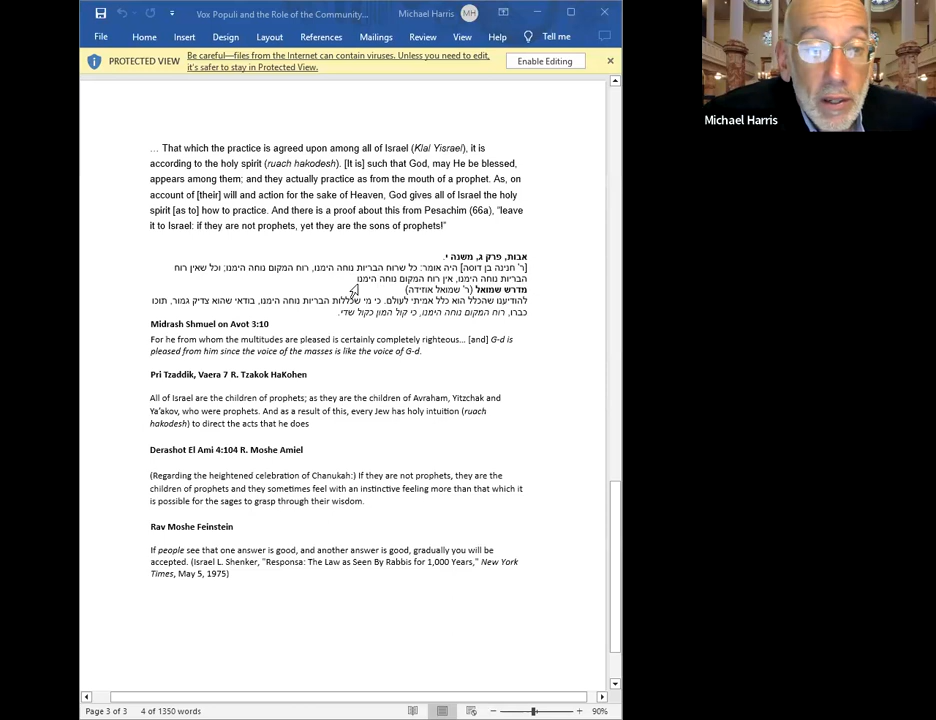 Vox Populi and the Role of the Community...
Michael Harris
MH
File Home Insert Design Layout References Mailings Review View Help Tell me
PROTECTED VIEW
Be careful—files from the Internet can contain viruses. Unless you need to edit,
it's safer to stay in Protected View.
Enable Editing
… That which the practice is agreed upon among all of Israel (Klal Yisrael), it is
according to the holy spirit (ruach hakodesh). [It is] such that God, may He be blessed,
appears among them; and they actually practice as from the mouth of a prophet. As, on
account of [their] will and action for the sake of Heaven, God gives all of Israel the holy
spirit [as to] how to practice. And there is a proof about this from Pesachim (66a), "leave
it to Israel: if they are not prophets, yet they are the sons of prophets!"
אבות, פרק ג, משנה י.
[ר' חנינה בן דוסה] היה אומר: כל שרוח הבריות נוחה הימנו, רוח המקום נוחה הימנו; וכל שאין רוח
הבריות נוחה הימנו, אין רוח המקום נוחה הימנו
מדרש שמואל (ר' שמואל אוזידה)
להודיענו שהכלל הוא כלל אמיתי לעולם. כי מי שכללות הבריות נוחה הימנו, בודאי שהוא צדיק גמור, תוכו
כברו, רוח המקום נוחה הימנו, כי קול המון כקול שדי.
Midrash Shmuel on Avot 3:10
For he from whom the multitudes are pleased is certainly completely righteous... [and] G-d is
pleased from him since the voice of the masses is like the voice of G-d.
Pri Tzaddik, Vaera 7 R. Tzakok HaKohen
All of Israel are the children of prophets; as they are the children of Avraham, Yitzchak and
Ya'akov, who were prophets. And as a result of this, every Jew has holy intuition (ruach
hakodesh) to direct the acts that he does
Derashot El Ami 4:104 R. Moshe Amiel
(Regarding the heightened celebration of Chanukah:) If they are not prophets, they are the
children of prophets and they sometimes feel with an instinctive feeling more than that which it
is possible for the sages to grasp through their wisdom.
Rav Moshe Feinstein
If people see that one answer is good, and another answer is good, gradually you will be
accepted. (Israel L. Shenker, "Responsa: The Law as Seen By Rabbis for 1,000 Years," New York
Times, May 5, 1975)
Page 3 of 3 4 of 1350 words
90%
Michael Harris